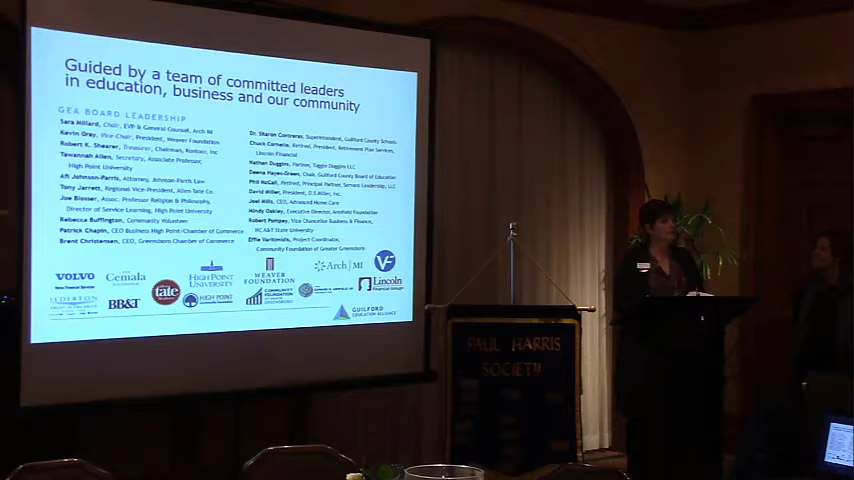 Guided by a team of committed leaders
in education, business and our community
GEA BOARD LEADERSHIP
Sara Millard, Chair, EVP & General Counsel, Arch MI
Kevin Gray, Vice-Chair, President, Weaver Foundation
Robert K. Shearer, Treasurer, Chairman, Kontoor, Inc
Tawannah Allen, Secretary, Associate Professor,
High Point University
Afi Johnson-Parris, Attorney, Johnson-Parris Law
Tony Jarrett, Regional Vice-President, Allen Tate Co.
Joe Blosser, Assoc. Professor Religion & Philosophy,
Director of Service Learning, High Point University
Rebecca Buffington, Community Volunteer
Patrick Chapin, CEO Business High Point/Chamber of Commerce
Brent Christensen, CEO, Greensboro Chamber of Commerce
Dr. Sharon Contreras, Superintendent, Guilford County Schools
Chuck Cornelio, Retired, President, Retirement Plan Services,
Lincoln Financial
Nathan Duggins, Partner, Tuggle Duggins LLC
Deena Hayes-Green, Chair, Guilford County Board of Education
Phil McCall, Retired, Principal Partner, Servant Leadership, LLC
David Miller, President, D.S.Miller, Inc.
Joel Mills, CEO, Advanced Home Care
Mindy Oakley, Executive Director, Armfield Foundation
Robert Pompey, Vice Chancellor Business & Finance,
NC A&T State University
Effie Varitimidis, Project Coordinator,
Community Foundation of Greater Greensboro
VOLVO
Cemala
HIGH POINT
UNIVERSITY
WEAVER
FOUNDATION
Arch MI
VF
ILDERTON
BB&T
tate
HIGH POINT
COMMUNITY
FOUNDATION
Lincoln
Financial Group
GUILFORD
EDUCATION ALLIANCE
PAUL HARRIS
SOCIETY